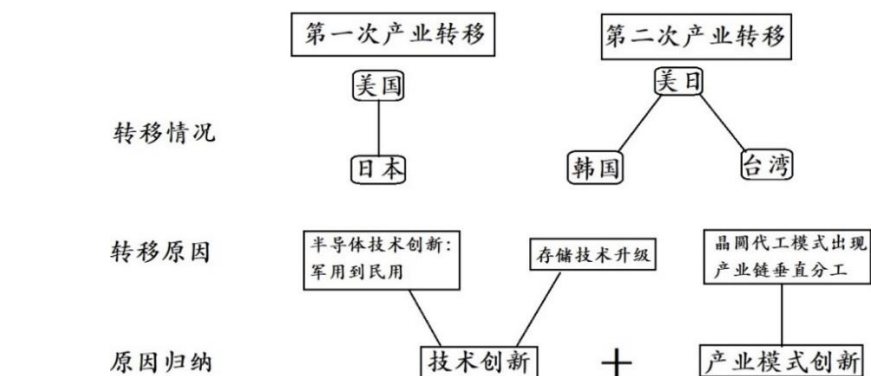 第一次产业转移
第二次产业转移
美国
美日
转移情况
日本
韩国
台湾
转移原因
半导体技术创新:
军用到民用
存储技术升级
晶圆代工模式出现
产业链垂直分工
原因归纳
技术创新
+
产业模式创新